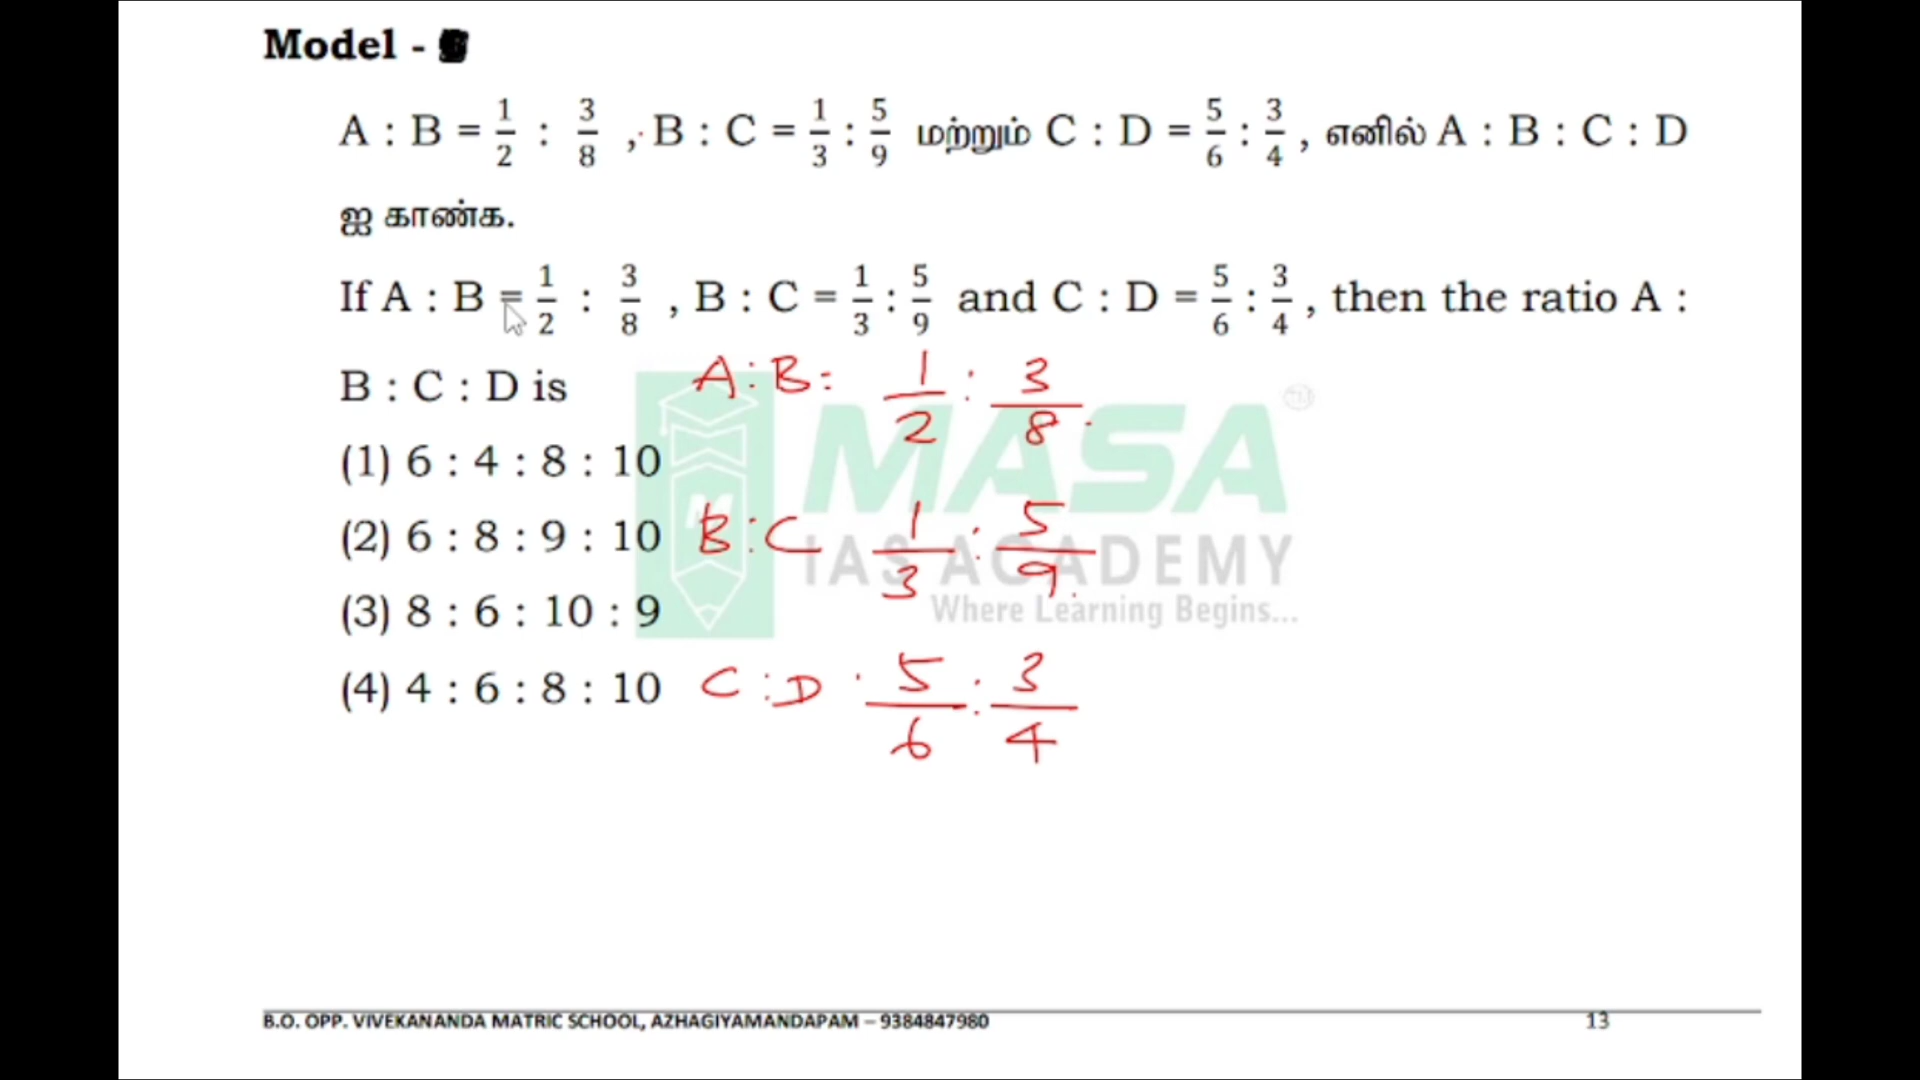 Model -
A : B = 1/2 : 3/8 , B : C = 1/3 : 5/9 மற்றும் C : D = 5/6 : 3/4 , எனில் A : B : C : D
ஐ காண்க.
If A : B = 1/2 : 3/8 , B : C = 1/3 : 5/9 and C : D = 5/6 : 3/4 , then the ratio A :
B : C : D is
A : B = 1/2 : 3/8
(1) 6 : 4 : 8 : 10
(2) 6 : 8 : 9 : 10
B : C 1/3 : 5/9
(3) 8 : 6 : 10 : 9
(4) 4 : 6 : 8 : 10
C : D 5/6 : 3/4
MASA
IAS ACADEMY
Where Learning Begins...
B.O. OPP. VIVEKANANDA MATRIC SCHOOL, AZHAGIYAMANDAPAM – 9384847980
13